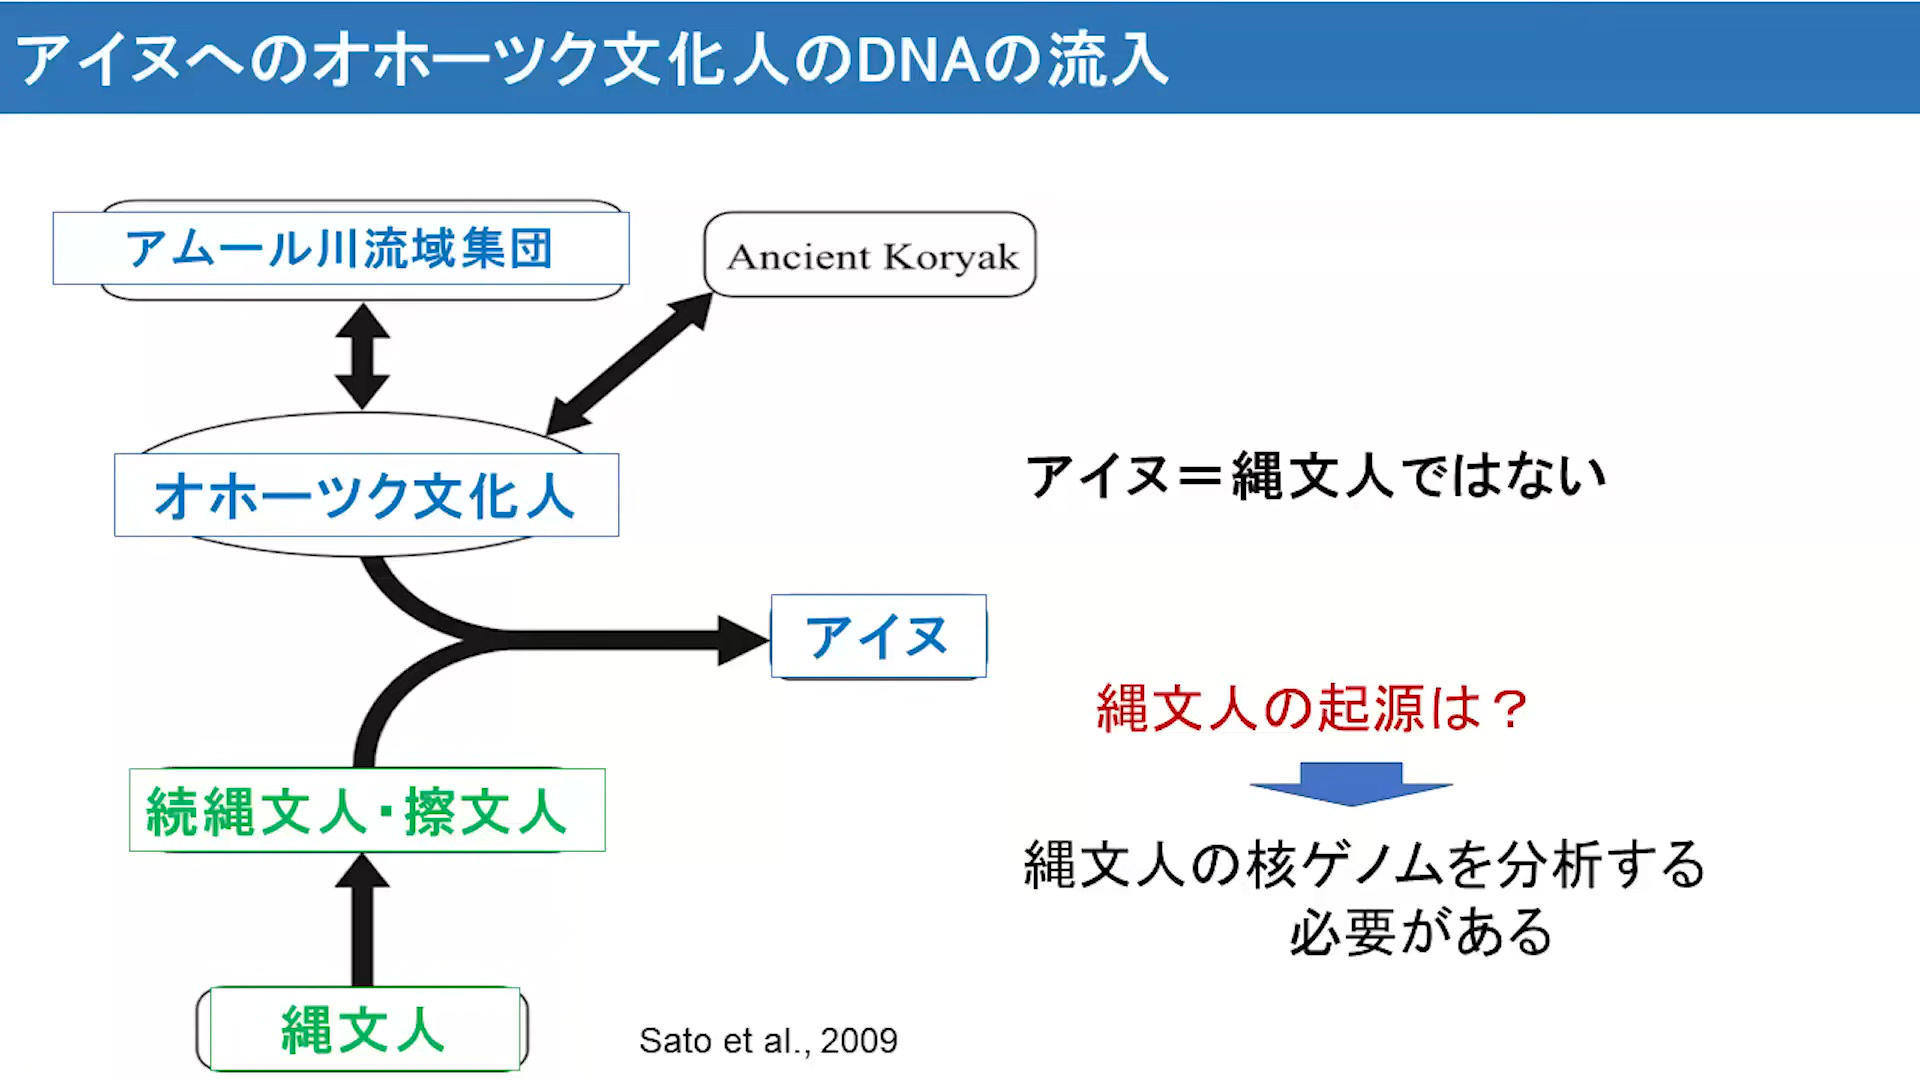 アイヌへのオホーツク文化人のDNAの流入
アムール川流域集団
Ancient Koryak
オホーツク文化人
アイヌ＝縄文人ではない
アイヌ
縄文人の起源は？
続縄文人・擦文人
縄文人の核ゲノムを分析する
必要がある
縄文人
Sato et al., 2009